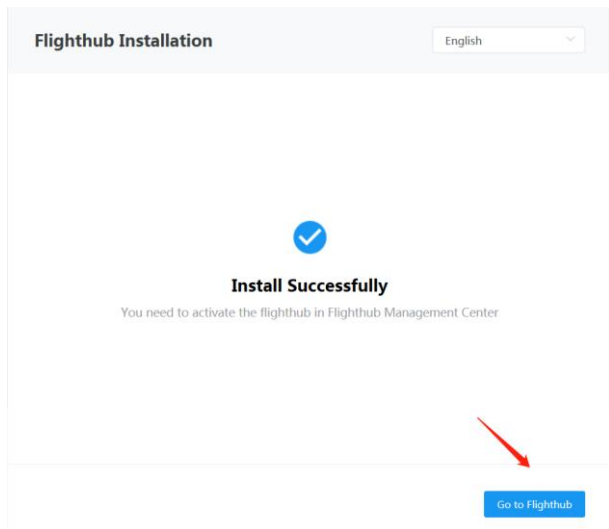 Flighthub Installation
English
Install Successfully
You need to activate the flighthub in Flighthub Management Center
Go to Flighthub